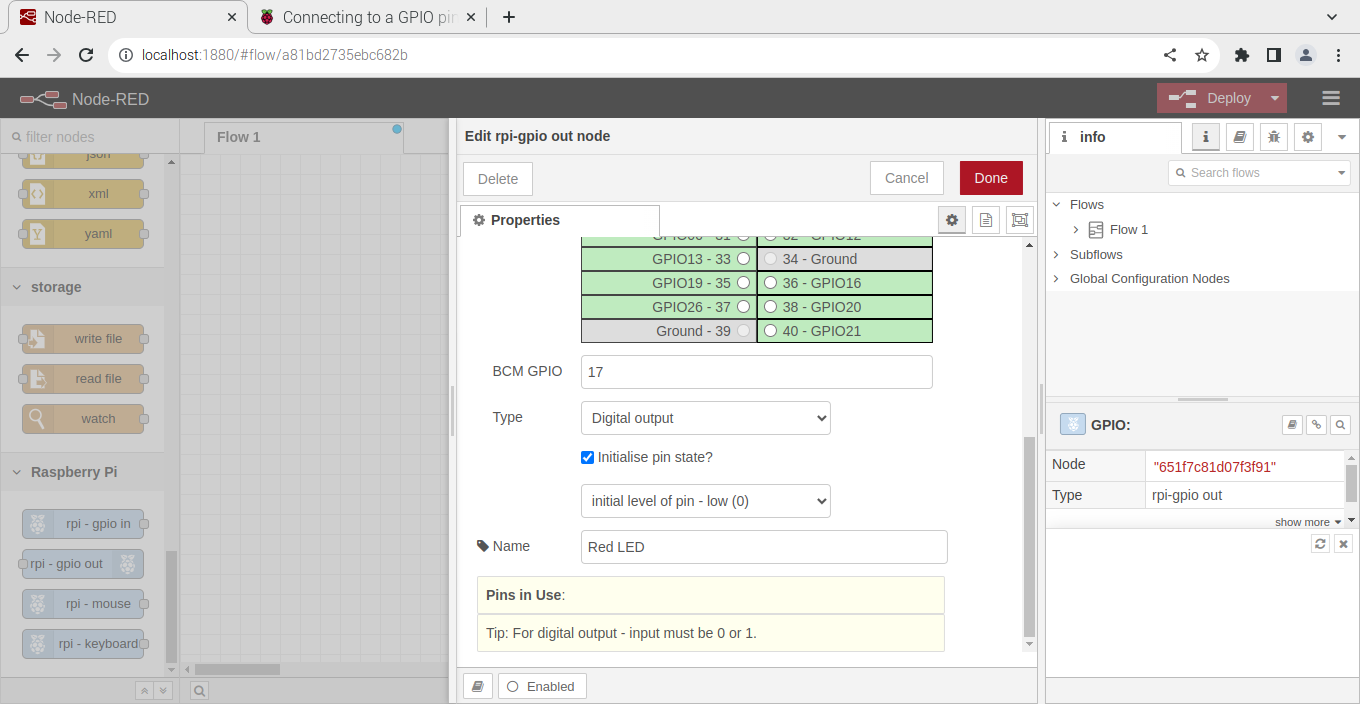 Node-RED
Connecting to a GPIO pin
localhost:1880/#flow/a81bd2735ebc682b
Node-RED
Deploy
filter nodes
json
xml
yaml
storage
write file
read file
watch
Raspberry Pi
rpi - gpio in
rpi - gpio out
rpi - mouse
rpi - keyboard
Flow 1
Edit rpi-gpio out node
Delete
Cancel
Done
Properties
32 - GPIO12
GPIO13 - 33
34 - Ground
GPIO19 - 35
36 - GPIO16
GPIO26 - 37
38 - GPIO20
Ground - 39
40 - GPIO21
BCM GPIO
17
Type
Digital output
Initialise pin state?
initial level of pin - low (0)
Name
Red LED
Pins in Use:
Tip: For digital output - input must be 0 or 1.
Enabled
i info
i
Search flows
Flows
Flow 1
Subflows
Global Configuration Nodes
GPIO:
Node
"651f7c81d07f3f91"
Type
rpi-gpio out
show more